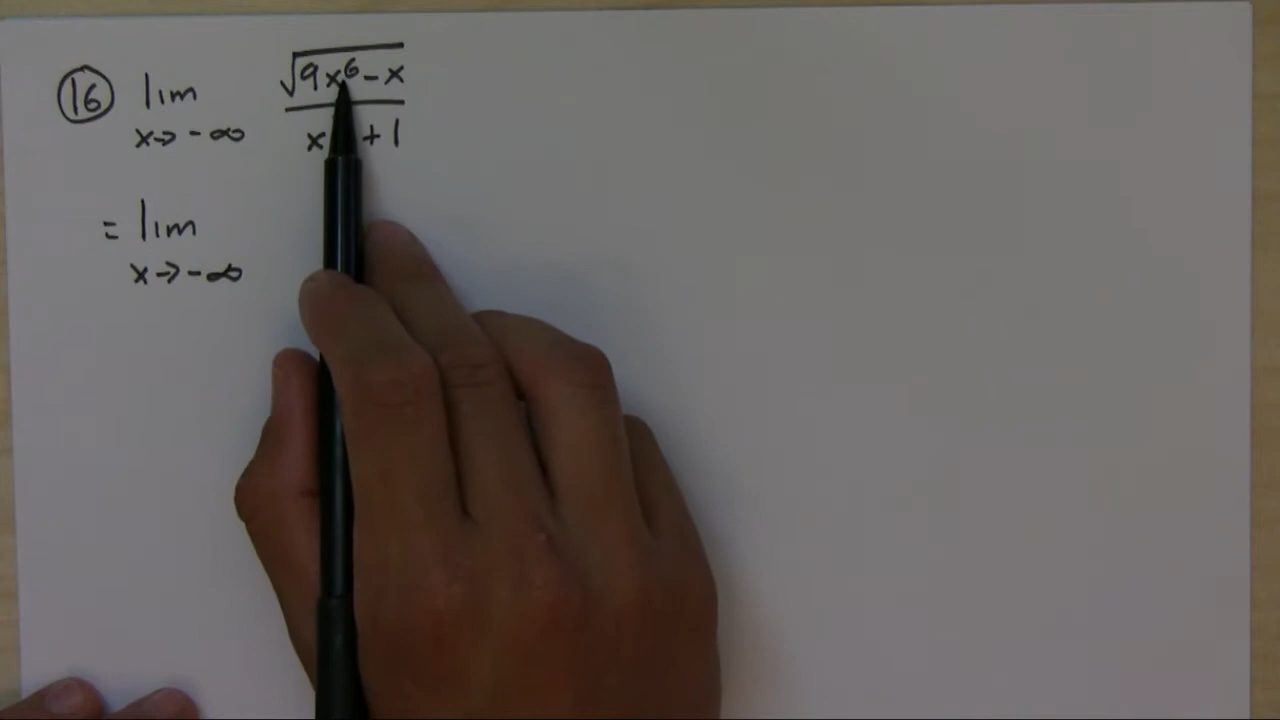 (16) lim √(9x⁶-x)
x→-∞ x +1
= lim
x→-∞